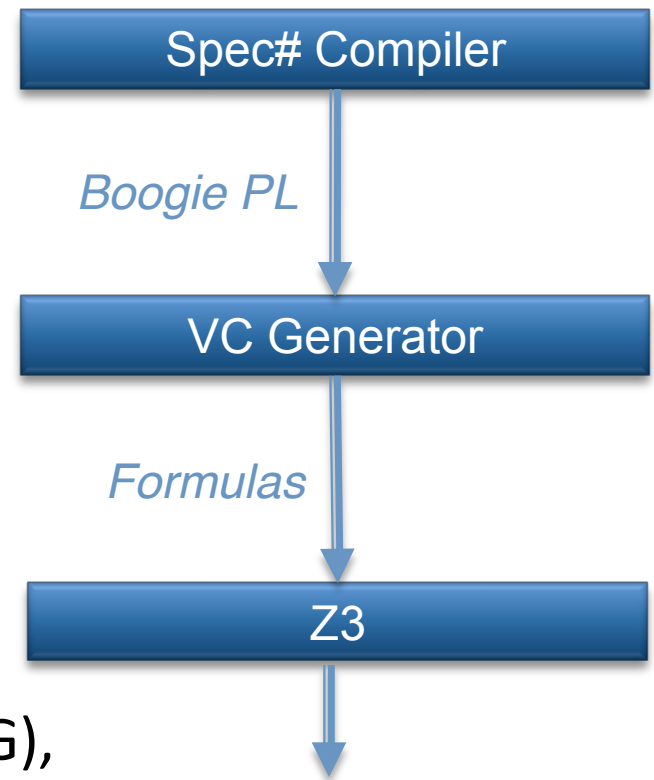 Spec# Compiler
Boogie PL
VC Generator
Formulas
Z3
G),